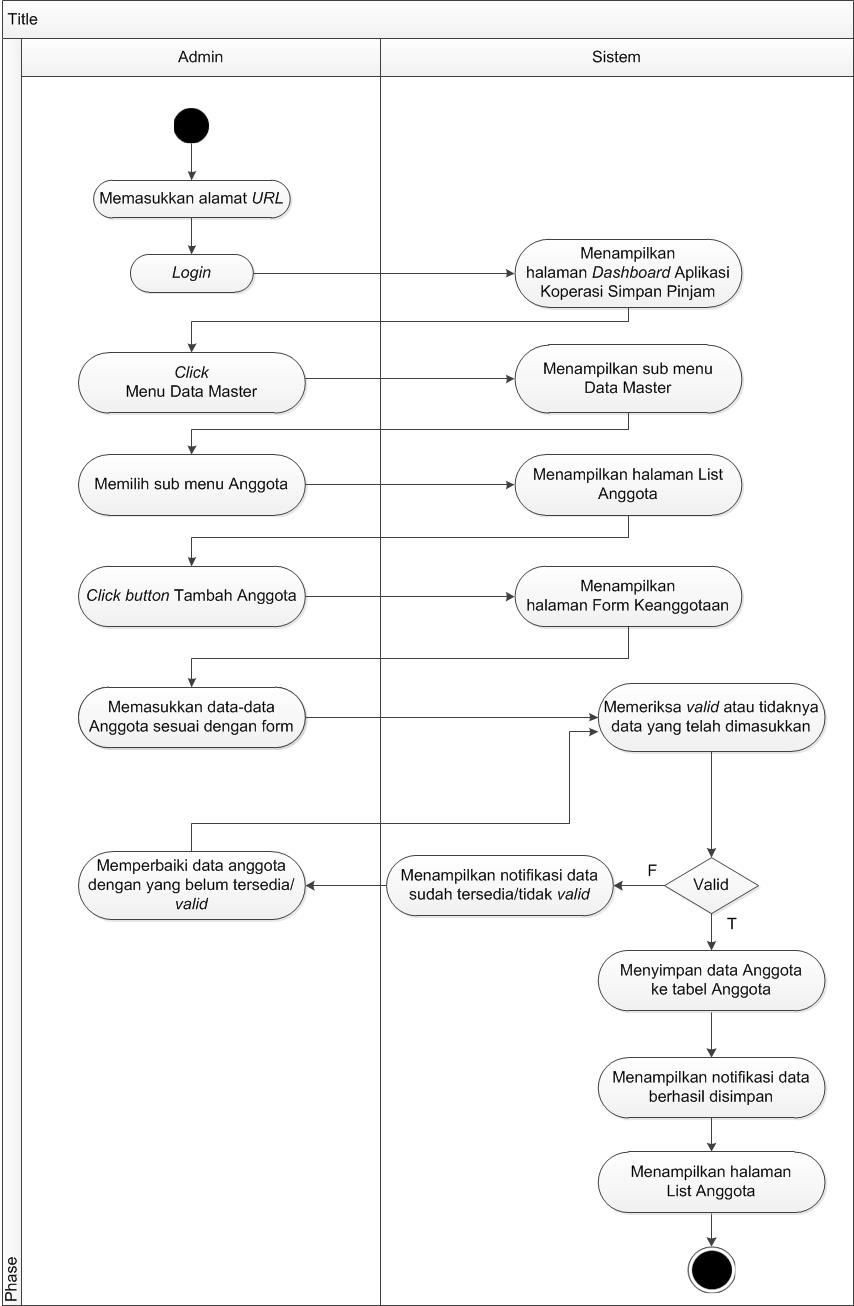 Title
Admin
Sistem
Memasukkan alamat URL
Login
Menampilkan
halaman Dashboard Aplikasi
Koperasi Simpan Pinjam
Click
Menu Data Master
Menampilkan sub menu
Data Master
Memilih sub menu Anggota
Menampilkan halaman List
Anggota
Click button Tambah Anggota
Menampilkan
halaman Form Keanggotaan
Memasukkan data-data
Anggota sesuai dengan form
Memeriksa valid atau tidaknya
data yang telah dimasukkan
Memperbaiki data anggota
dengan yang belum tersedia/
valid
Menampilkan notifikasi data
sudah tersedia/tidak valid
F
Valid
T
Menyimpan data Anggota
ke tabel Anggota
Menampilkan notifikasi data
berhasil disimpan
Menampilkan halaman
List Anggota
Phase